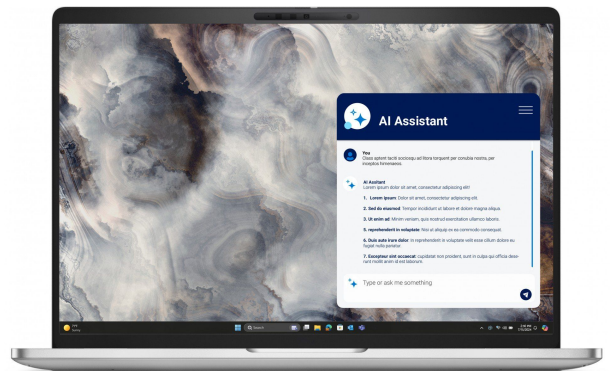 AI Assistant
You
Class aptent taciti sociosqu ad litora torquent per conubia nostra, per
inceptos himenaeos.
AI Assitant
Lorem ipsum dolor sit amet, consectetur adipiscing elit!
1. Lorem ipsum: Dolor sit amet, consectetur adipiscing elit.
2. Sed do eiusmod: Tempor incididunt ut labore et dolore magna aliqua.
3. Ut enim ad: Minim veniam, quis nostrud exercitation ullamco laboris.
5. reprehenderit in voluptate: Nisi ut aliquip ex ea commodo consequat.
6. Duis aute irure dolor: In reprehenderit in voluptate velit esse cillum dolore eu
fugiat nulla pariatur.
7. Excepteur sint occaecat: cupidatat non proident, sunt in culpa qui officia dese-
runt mollit anim id est laborum.
Type or ask me something
Search